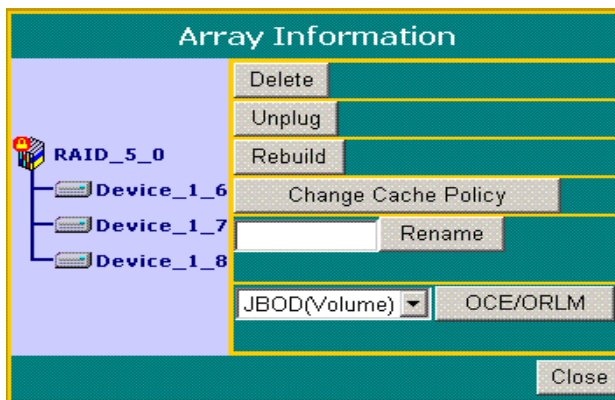 Array Information
RAID_5_0
Device_1_6
Device_1_7
Device_1_8
Delete
Unplug
Rebuild
Change Cache Policy
Rename
JBOD(Volume)
OCE/ORLM
Close